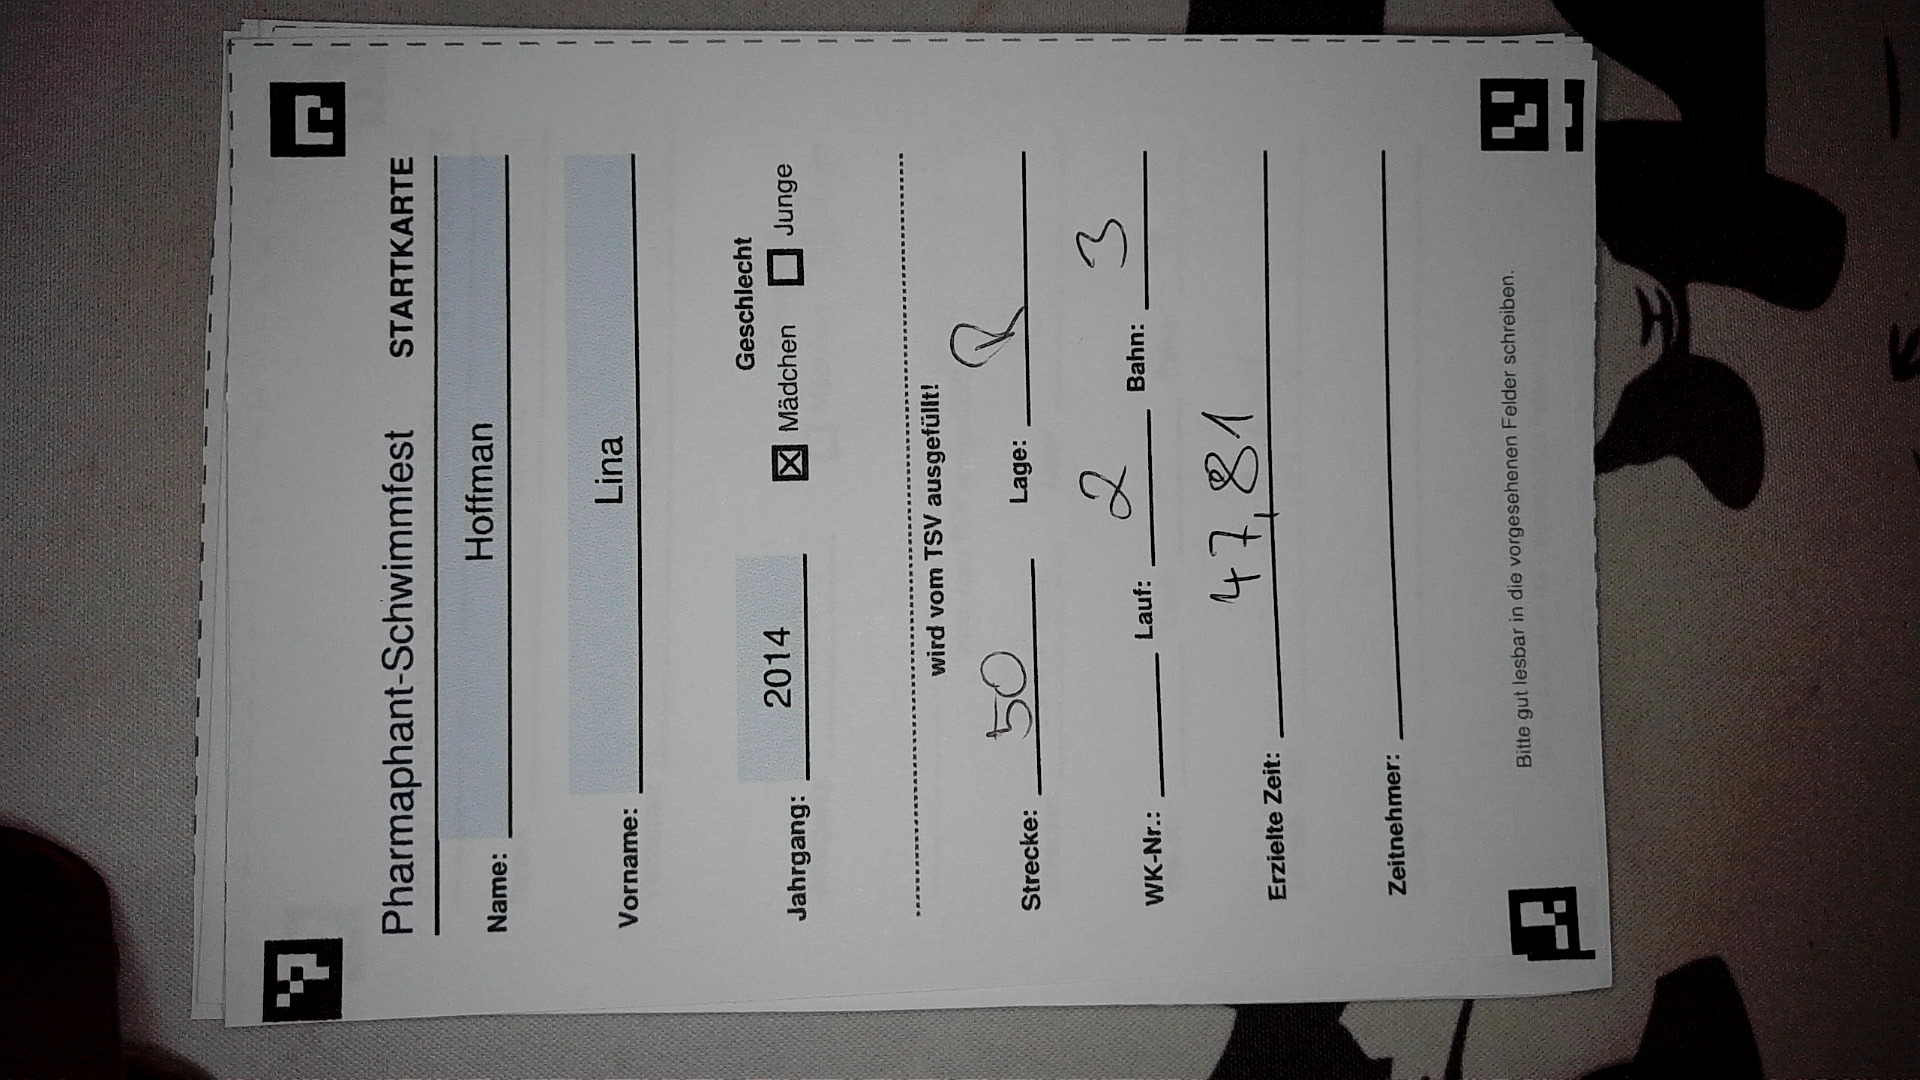 Pharmaphant-Schwimmfest STARTKARTE
Name: Hoffman
Vorname: Lina
Geschlecht
Jahrgang: 2014 ☒ Mädchen ☐ Junge
wird vom TSV ausgefüllt!
Strecke: 50 Lage: R
WK-Nr.: Lauf: 2 Bahn: 3
Erzielte Zeit: 47,81
Zeitnehmer:
Bitte gut lesbar in die vorgesehenen Felder schreiben.